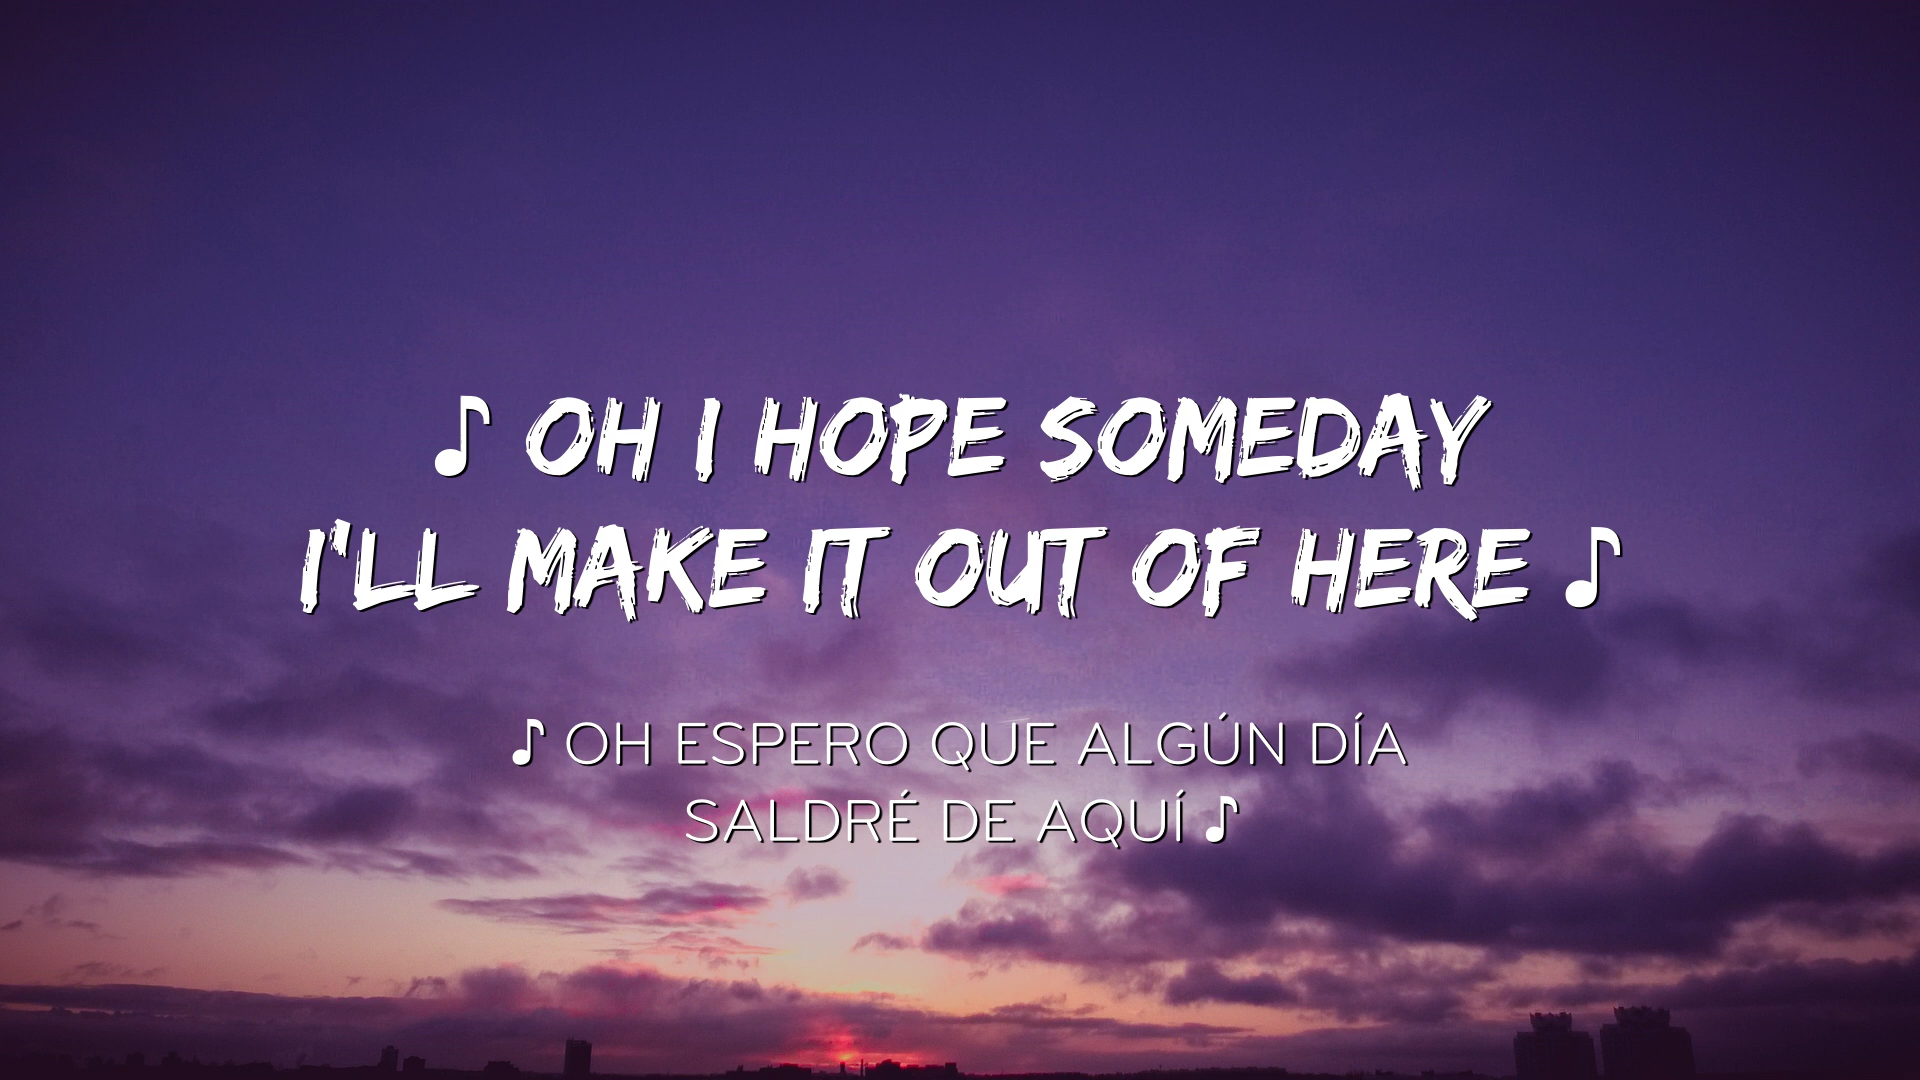 ♪ OH I HOPE SOMEDAY
I'LL MAKE IT OUT OF HERE ♪
♪ OH ESPERO QUE ALGÚN DÍA
SALDRÉ DE AQUÍ ♪